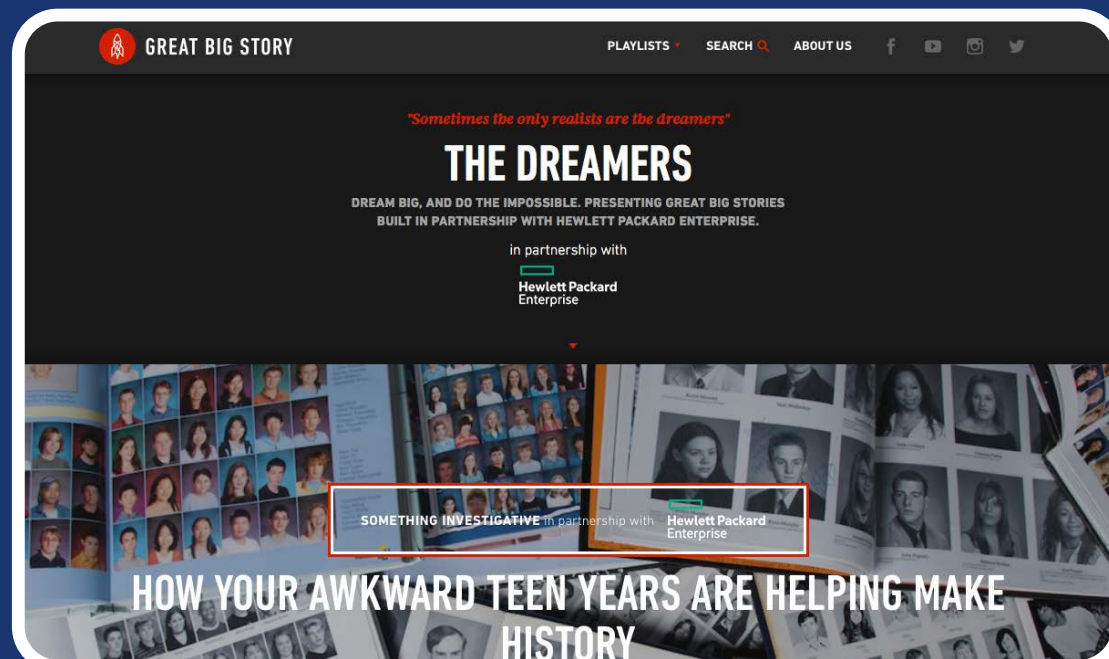 GREAT BIG STORY
PLAYLISTS SEARCH ABOUT US
"Sometimes the only realists are the dreamers"
THE DREAMERS
DREAM BIG, AND DO THE IMPOSSIBLE. PRESENTING GREAT BIG STORIES
BUILT IN PARTNERSHIP WITH HEWLETT PACKARD ENTERPRISE.
in partnership with
Hewlett Packard
Enterprise
SOMETHING INVESTIGATIVE in partnership with Hewlett Packard
Enterprise
HOW YOUR AWKWARD TEEN YEARS ARE HELPING MAKE
HISTORY